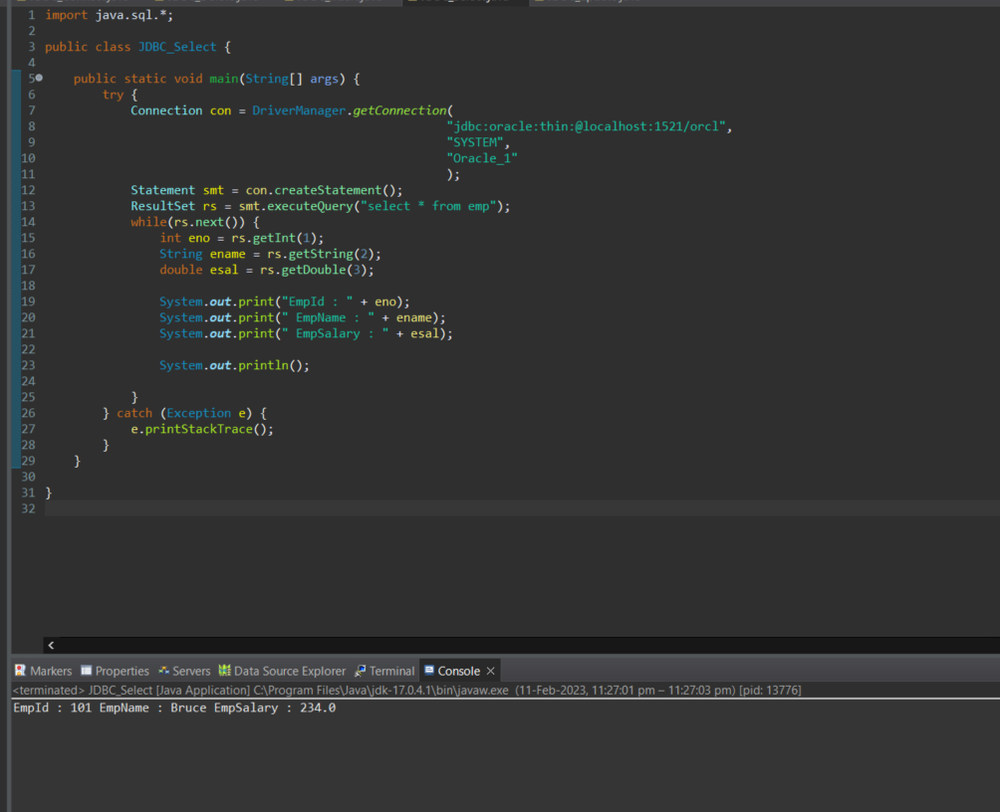 1 import java.sql.*;
2
3 public class JDBC_Select {
4
5 public static void main(String[] args) {
6 try {
7 Connection con = DriverManager.getConnection(
8 "jdbc:oracle:thin:@localhost:1521/orcl",
9 "SYSTEM",
10 "Oracle_1"
11 );
12 Statement smt = con.createStatement();
13 ResultSet rs = smt.executeQuery("select * from emp");
14 while(rs.next()) {
15 int eno = rs.getInt(1);
16 String ename = rs.getString(2);
17 double esal = rs.getDouble(3);
18
19 System.out.print("EmpId : " + eno);
20 System.out.print(" EmpName : " + ename);
21 System.out.print(" EmpSalary : " + esal);
22
23 System.out.println();
24
25 }
26 } catch (Exception e) {
27 e.printStackTrace();
28 }
29 }
30
31 }
32
Markers Properties Servers Data Source Explorer Terminal Console
<terminated> JDBC_Select [Java Application] C:\Program Files\Java\jdk-17.0.4.1\bin\javaw.exe (11-Feb-2023, 11:27:01 pm – 11:27:03 pm) [pid: 13776]
EmpId : 101 EmpName : Bruce EmpSalary : 234.0